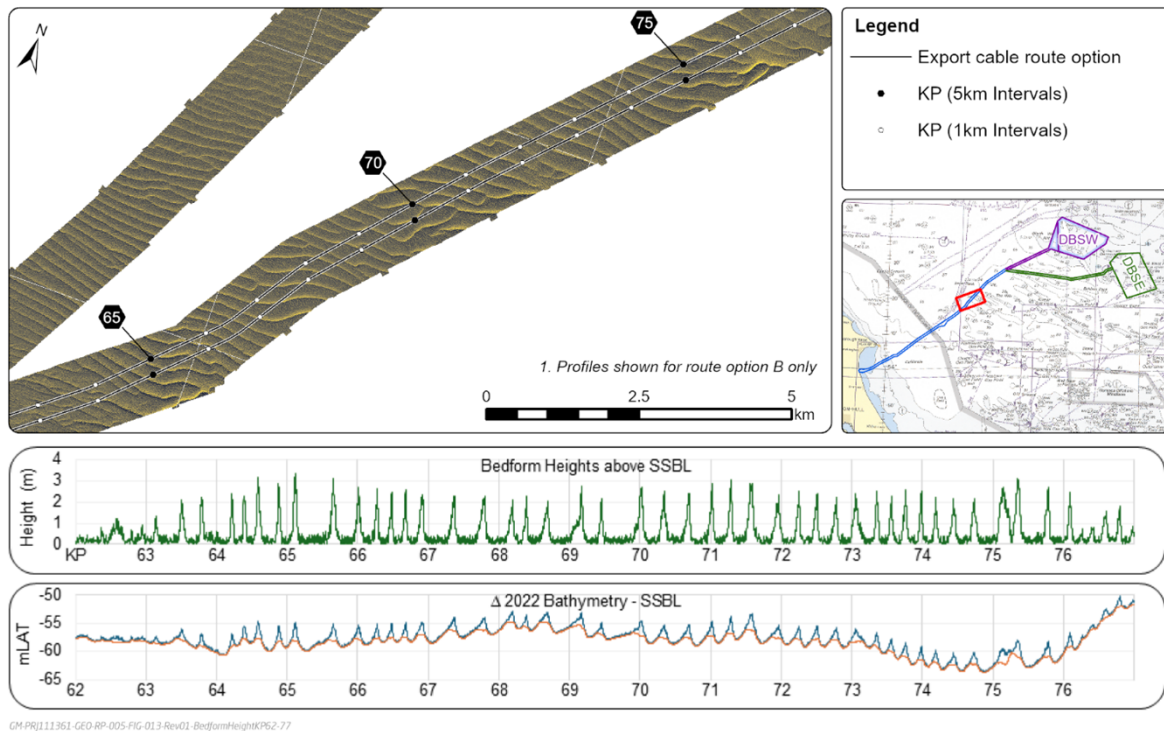 N
75
70
65
1. Profiles shown for route option B only
0 2.5 5
km
Legend
Export cable route option
KP (5km Intervals)
KP (1km Intervals)
DBSW
DBSE
Bedform Heights above SSBL
Height (m)
4
3
2
1
0
KP 63 64 65 66 67 68 69 70 71 72 73 74 75 76
Δ 2022 Bathymetry - SSBL
mLAT
-50
-55
-60
-65
62 63 64 65 66 67 68 69 70 71 72 73 74 75 76
GM-PRJ111361-GEO-RP-005-FIG-013-Rev01-BedformHeightKP62-77